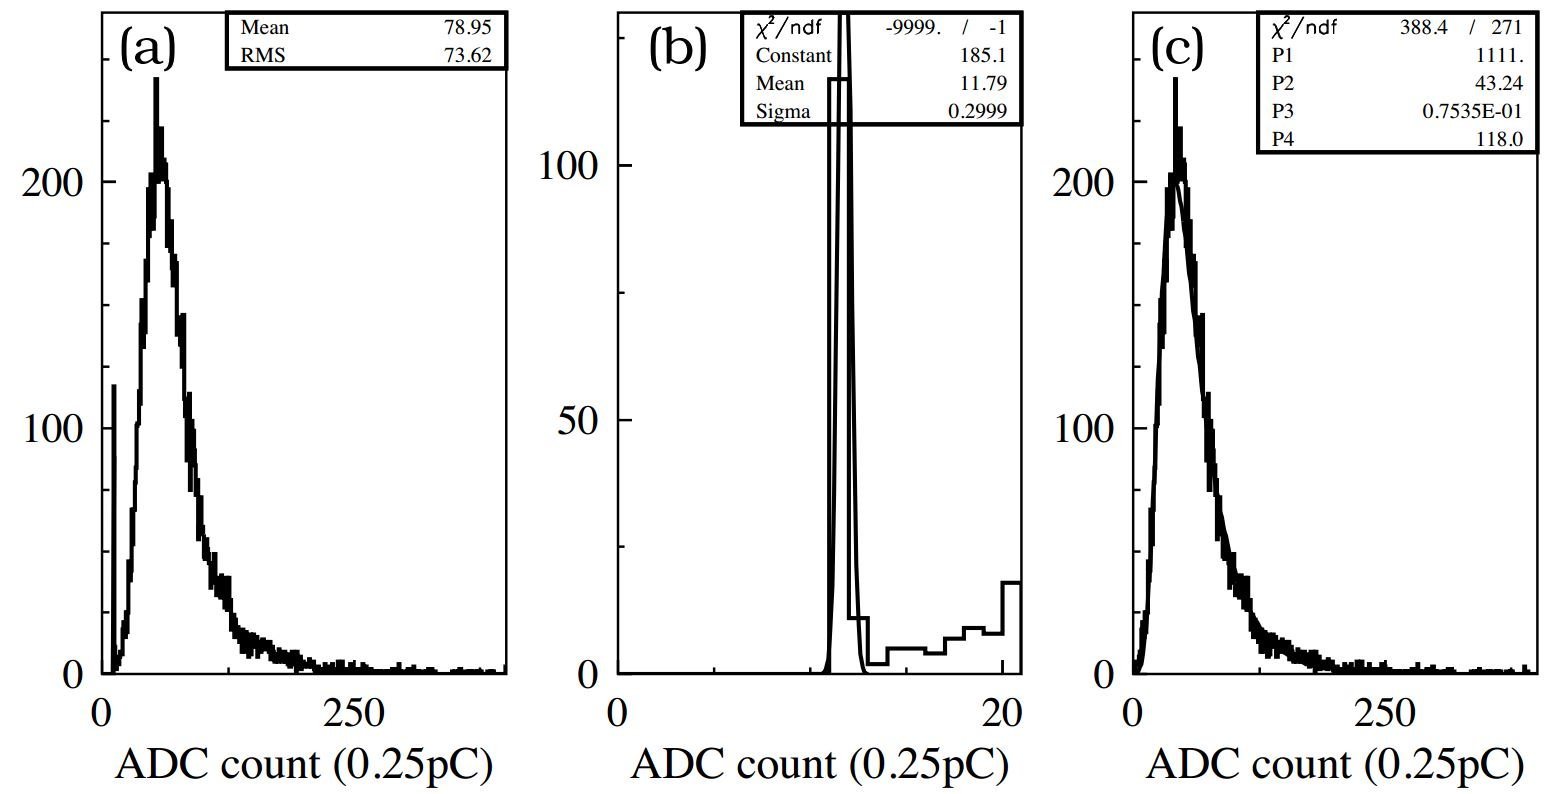 (a)
Mean 78.95
RMS 73.62
200
100
0
0 250
ADC count (0.25pC)
(b)
χ²/ndf -9999. / -1
Constant 185.1
Mean 11.79
Sigma 0.2999
100
50
0
0 20
ADC count (0.25pC)
(c)
χ²/ndf 388.4 / 271
P1 1111.
P2 43.24
P3 0.7535E-01
P4 118.0
200
100
0
0 250
ADC count (0.25pC)